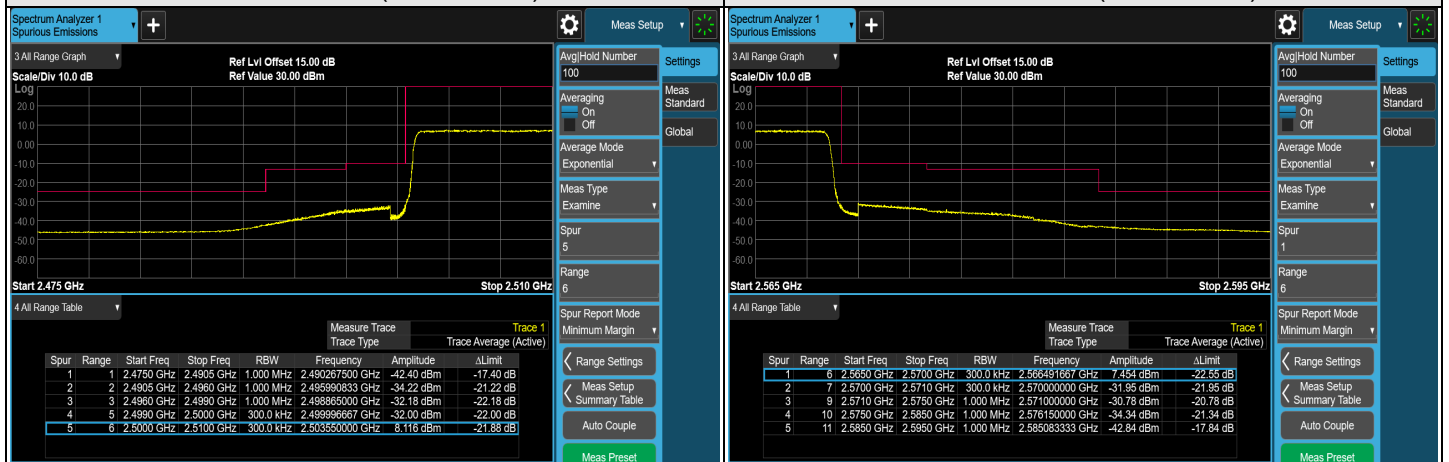 Spectrum Analyzer 1
Spurious Emissions
Meas Setup
3 All Range Graph
Ref Lvl Offset 15.00 dB
Scale/Div 10.0 dB
Ref Value 30.00 dBm
Log
20.0
10.0
0.00
-10.0
-20.0
-30.0
-40.0
-50.0
-60.0
Start 2.475 GHz
Stop 2.510 GHz
4 All Range Table
Measure Trace Trace 1
Trace Type Trace Average (Active)
Spur Range Start Freq Stop Freq RBW Frequency Amplitude ΔLimit
1 1 2.4750 GHz 2.4905 GHz 1.000 MHz 2.490267500 GHz -42.40 dBm -17.40 dB
2 2 2.4905 GHz 2.4960 GHz 1.000 MHz 2.495990833 GHz -34.22 dBm -21.22 dB
3 3 2.4960 GHz 2.4990 GHz 1.000 MHz 2.498865000 GHz -32.18 dBm -22.18 dB
4 5 2.4990 GHz 2.5000 GHz 300.0 kHz 2.499996667 GHz -32.00 dBm -22.00 dB
5 6 2.5000 GHz 2.5100 GHz 300.0 kHz 2.503550000 GHz 8.116 dBm -21.88 dB
Avg|Hold Number
100
Averaging
On
Off
Average Mode
Exponential
Meas Type
Examine
Spur
5
Range
6
Spur Report Mode
Minimum Margin
Range Settings
Meas Setup
Summary Table
Auto Couple
Meas Preset
Settings
Meas
Standard
Global
Spectrum Analyzer 1
Spurious Emissions
Meas Setup
3 All Range Graph
Ref Lvl Offset 15.00 dB
Scale/Div 10.0 dB
Ref Value 30.00 dBm
Log
20.0
10.0
0.00
-10.0
-20.0
-30.0
-40.0
-50.0
-60.0
Start 2.565 GHz
Stop 2.595 GHz
4 All Range Table
Measure Trace Trace 1
Trace Type Trace Average (Active)
Spur Range Start Freq Stop Freq RBW Frequency Amplitude ΔLimit
1 6 2.5650 GHz 2.5700 GHz 300.0 kHz 2.566491667 GHz 7.454 dBm -22.55 dB
2 7 2.5700 GHz 2.5710 GHz 300.0 kHz 2.570000000 GHz -31.95 dBm -21.95 dB
3 9 2.5710 GHz 2.5750 GHz 1.000 MHz 2.571000000 GHz -30.78 dBm -20.78 dB
4 10 2.5750 GHz 2.5850 GHz 1.000 MHz 2.576150000 GHz -34.34 dBm -21.34 dB
5 11 2.5850 GHz 2.5950 GHz 1.000 MHz 2.585083333 GHz -42.84 dBm -17.84 dB
Avg|Hold Number
100
Averaging
On
Off
Average Mode
Exponential
Meas Type
Examine
Spur
1
Range
6
Spur Report Mode
Minimum Margin
Range Settings
Meas Setup
Summary Table
Auto Couple
Meas Preset
Settings
Meas
Standard
Global